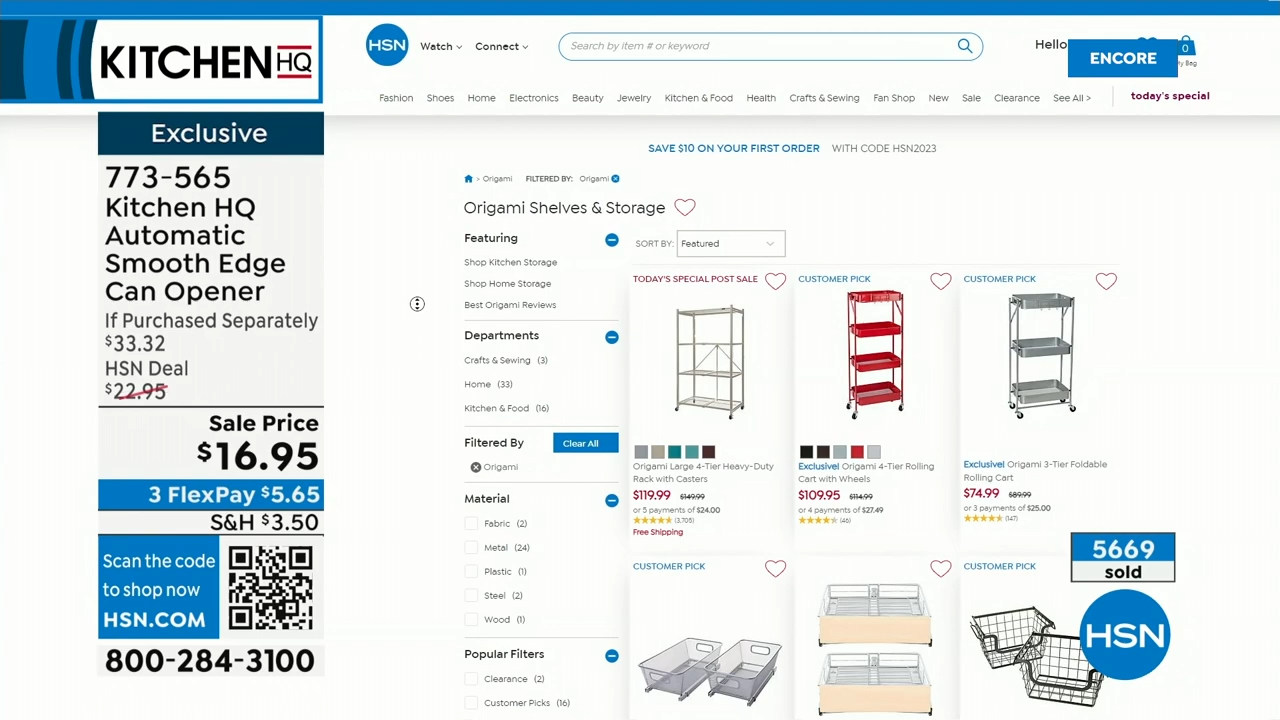 KITCHEN HQ
Exclusive
773-565
Kitchen HQ
Automatic
Smooth Edge
Can Opener
If Purchased Separately
$33.32
HSN Deal
$22.95
Sale Price
$16.95
3 FlexPay $5.65
S&H $3.50
Scan the code
to shop now
HSN.COM
800-284-3100
HSN
Watch
Connect
Search by item # or keyword
Hello
ENCORE
0
Fashion Shoes Home Electronics Beauty Jewelry Kitchen & Food Health Crafts & Sewing Fan Shop New Sale Clearance See All > today's special
SAVE $10 ON YOUR FIRST ORDER WITH CODE HSN2023
> Origami FILTERED BY: Origami
Origami Shelves & Storage
Featuring
Shop Kitchen Storage
Shop Home Storage
Best Origami Reviews
Departments
Crafts & Sewing (3)
Home (33)
Kitchen & Food (16)
Filtered By Clear All
Origami
Material
Fabric (2)
Metal (24)
Plastic (1)
Steel (2)
Wood (1)
Popular Filters
Clearance (2)
Customer Picks (16)
SORT BY: Featured
TODAY'S SPECIAL POST SALE
Origami Large 4-Tier Heavy-Duty
Rack with Casters
$119.99 $149.99
or 5 payments of $24.00
(3,705)
Free Shipping
CUSTOMER PICK
Exclusive! Origami 4-Tier Rolling
Cart with Wheels
$109.95 $114.99
or 4 payments of $27.49
(46)
CUSTOMER PICK
Exclusive! Origami 3-Tier Foldable
Rolling Cart
$74.99 $89.99
or 3 payments of $25.00
(147)
CUSTOMER PICK
CUSTOMER PICK
5669
sold
HSN